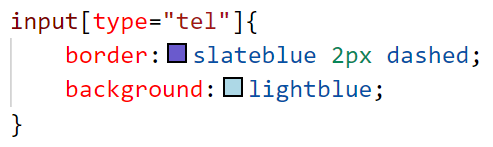 input[type="tel"]{
border: slateblue 2px dashed;
background: lightblue;
}